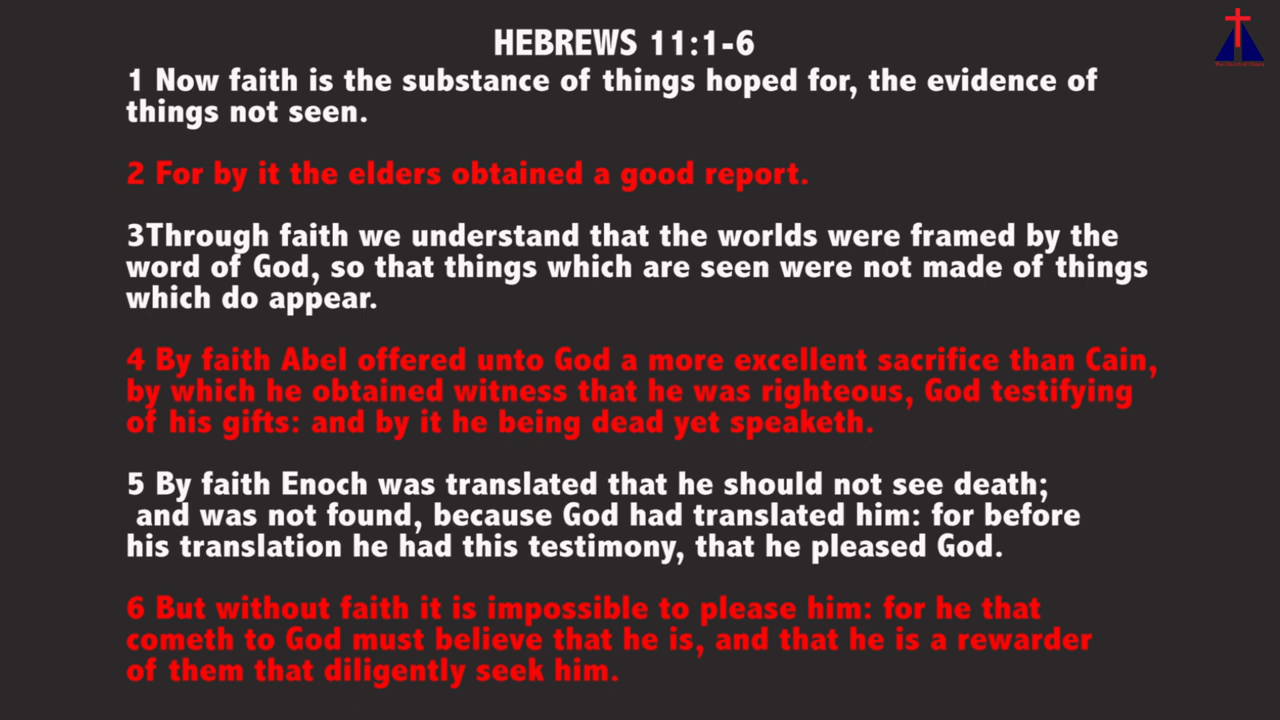 HEBREWS 11:1-6
1 Now faith is the substance of things hoped for, the evidence of
things not seen.
2 For by it the elders obtained a good report.
3Through faith we understand that the worlds were framed by the
word of God, so that things which are seen were not made of things
which do appear.
4 By faith Abel offered unto God a more excellent sacrifice than Cain,
by which he obtained witness that he was righteous, God testifying
of his gifts: and by it he being dead yet speaketh.
5 By faith Enoch was translated that he should not see death;
and was not found, because God had translated him: for before
his translation he had this testimony, that he pleased God.
6 But without faith it is impossible to please him: for he that
cometh to God must believe that he is, and that he is a rewarder
of them that diligently seek him.